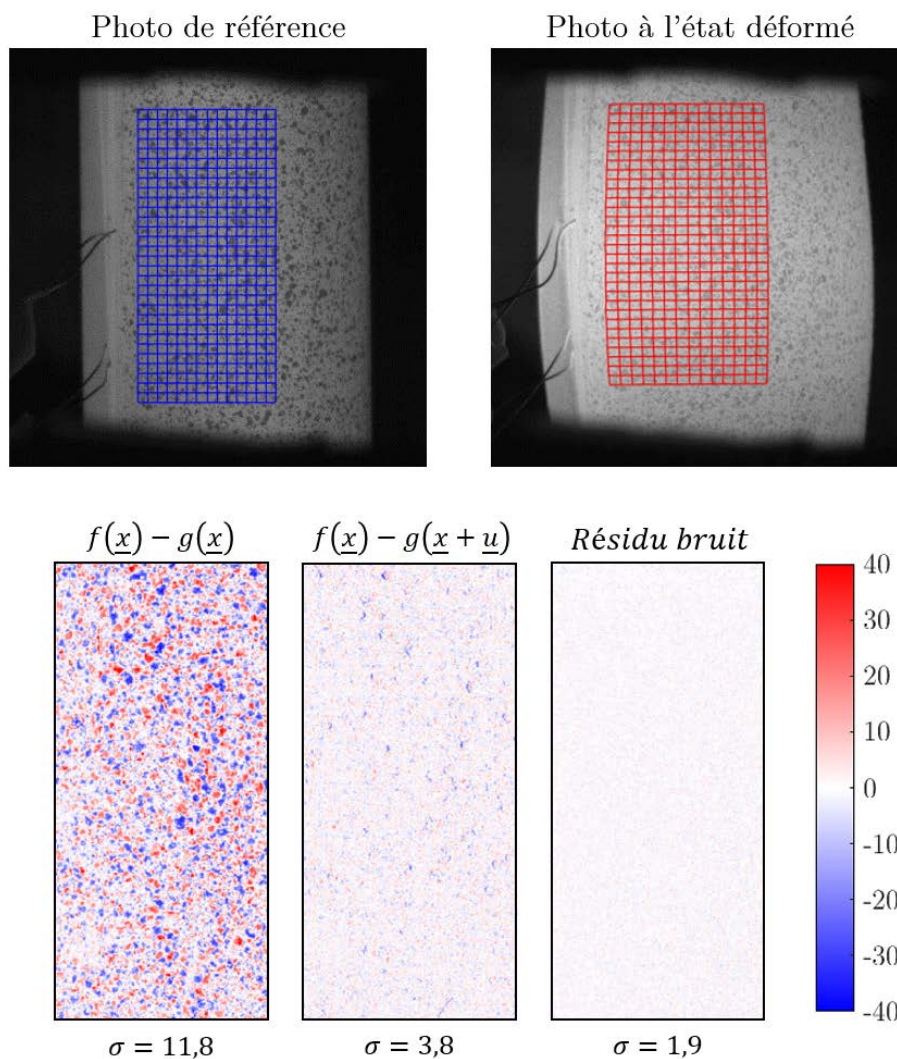 Photo de référence
Photo à l'état déformé
f(x) − g(x)
f(x) − g(x + u)
Résidu bruit
40
30
20
10
0
-10
-20
-30
-40
σ = 11,8
σ = 3,8
σ = 1,9